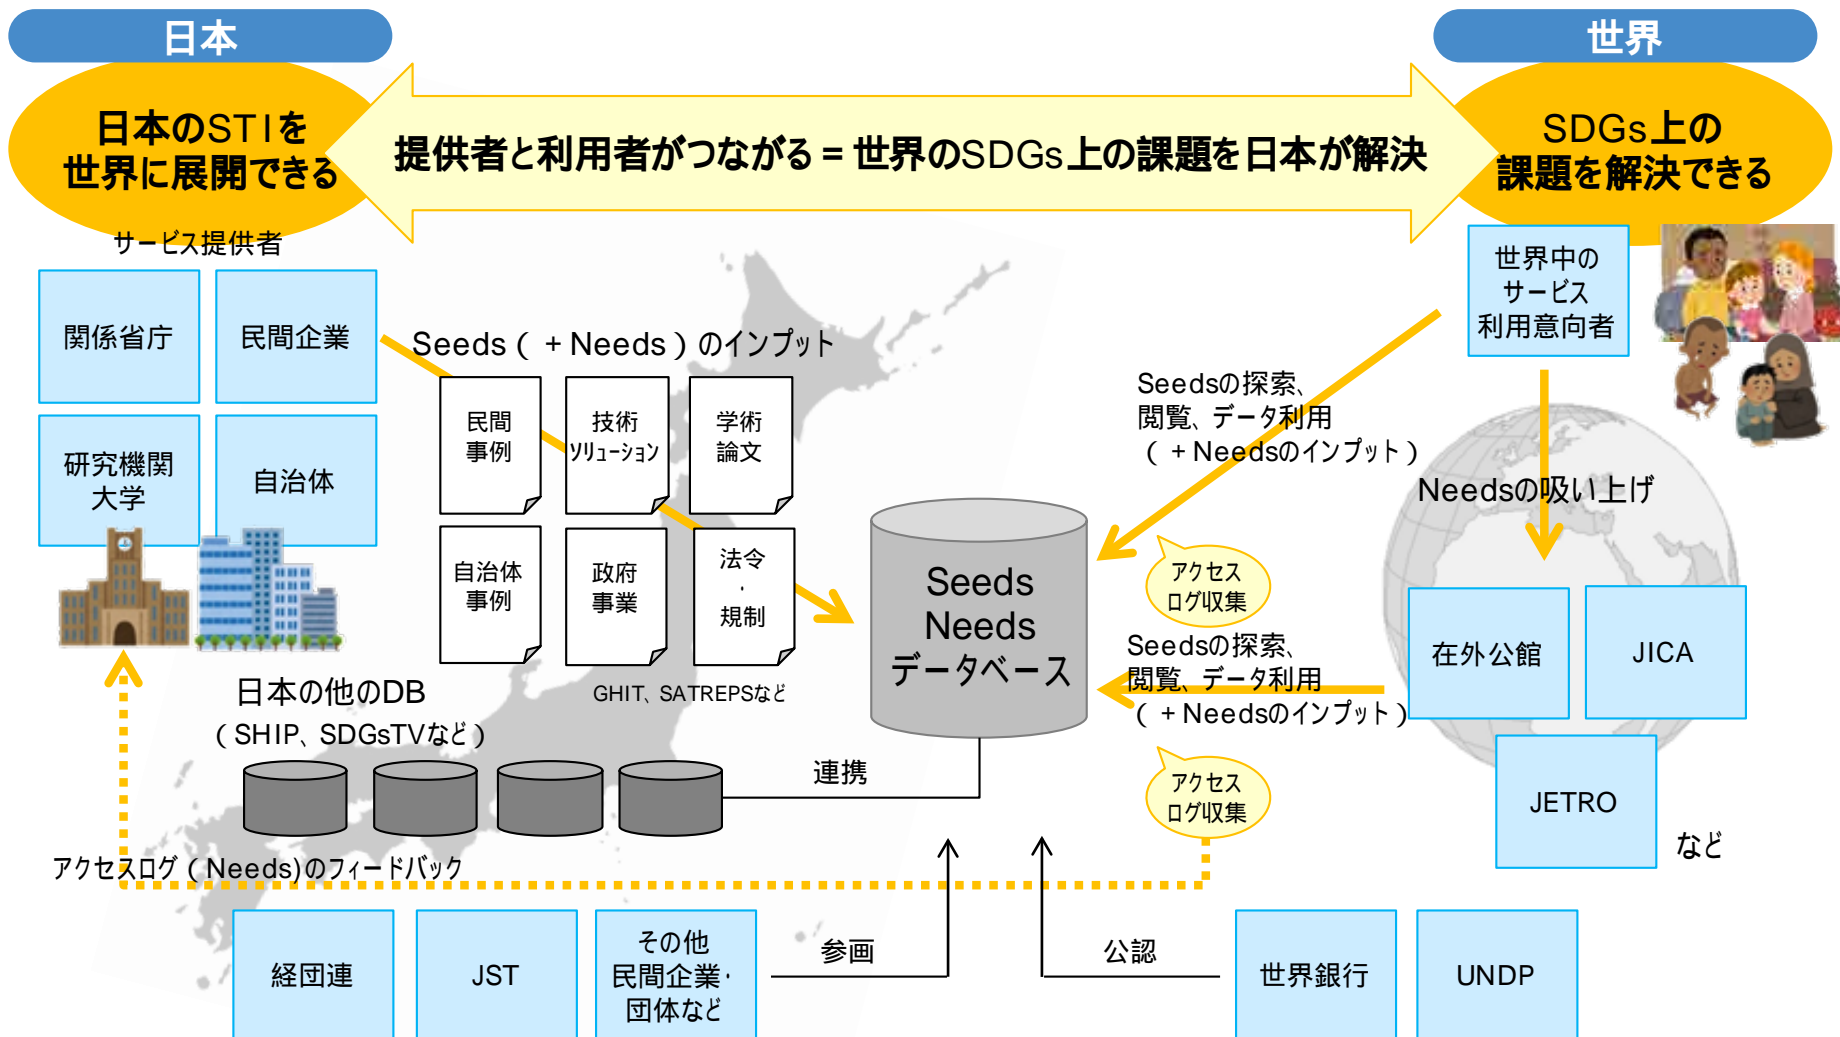 日本
世界
日本のSTIを
世界に展開できる
提供者と利用者がつながる = 世界のSDGs上の課題を日本が解決
SDGs上の
課題を解決できる
サービス提供者
関係省庁
民間企業
研究機関
大学
自治体
Seeds（+Needs）のインプット
民間
事例
技術
ソリューション
学術
論文
自治体
事例
政府
事業
法令
・
規制
GHIT、SATREPSなど
日本の他のDB
（SHIP、SDGsTVなど）
連携
Seeds
Needs
データベース
世界中の
サービス
利用意向者
Seedsの探索、
閲覧、データ利用
（+Needsのインプット）
Needsの吸い上げ
アクセス
ログ収集
Seedsの探索、
閲覧、データ利用
（+Needsのインプット）
アクセス
ログ収集
在外公館
JICA
JETRO
など
アクセスログ（Needs)のフィードバック
経団連
JST
その他
民間企業・
団体など
参画
公認
世界銀行
UNDP